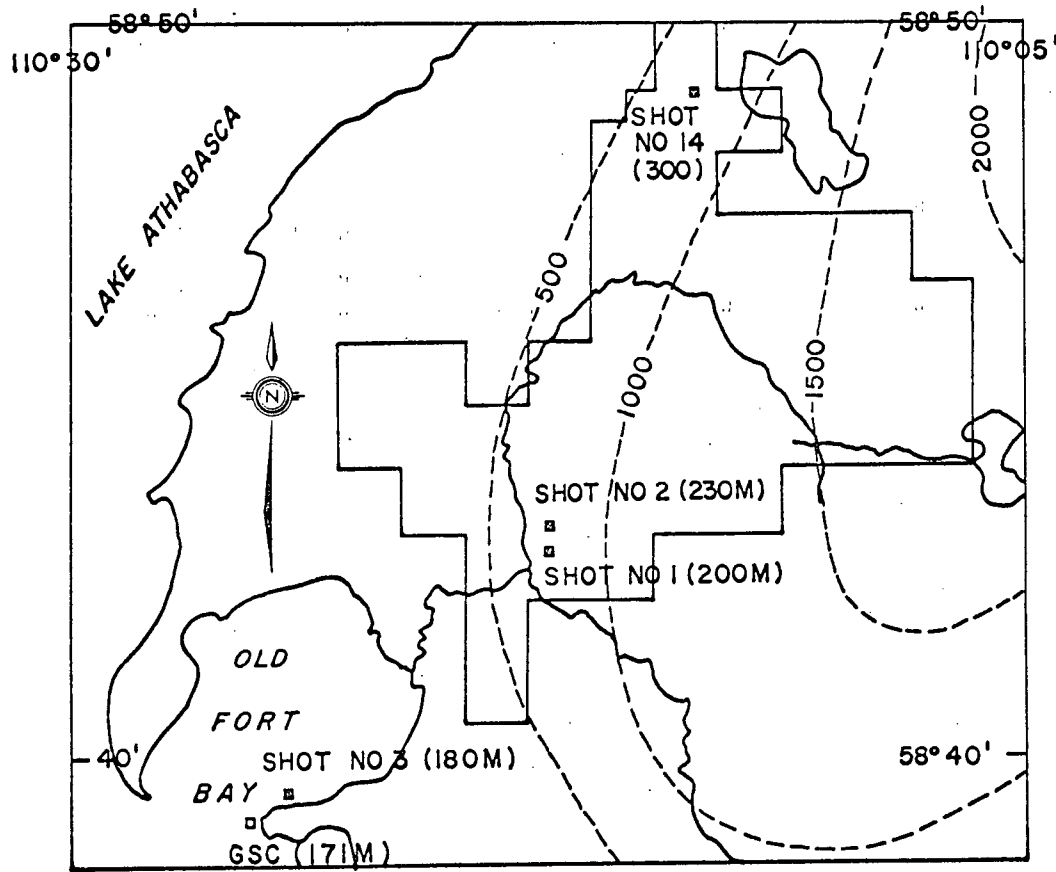 58°50'
58°50'
110°30'
110°05'
LAKE ATHABASCA
SHOT
NO 14
(300)
2000
500
1000
1500
N
SHOT NO 2 (230M)
SHOT NO 1 (200M)
OLD
FORT
BAY
SHOT NO 3 (180M)
40'
58°40'
GSC (171M)